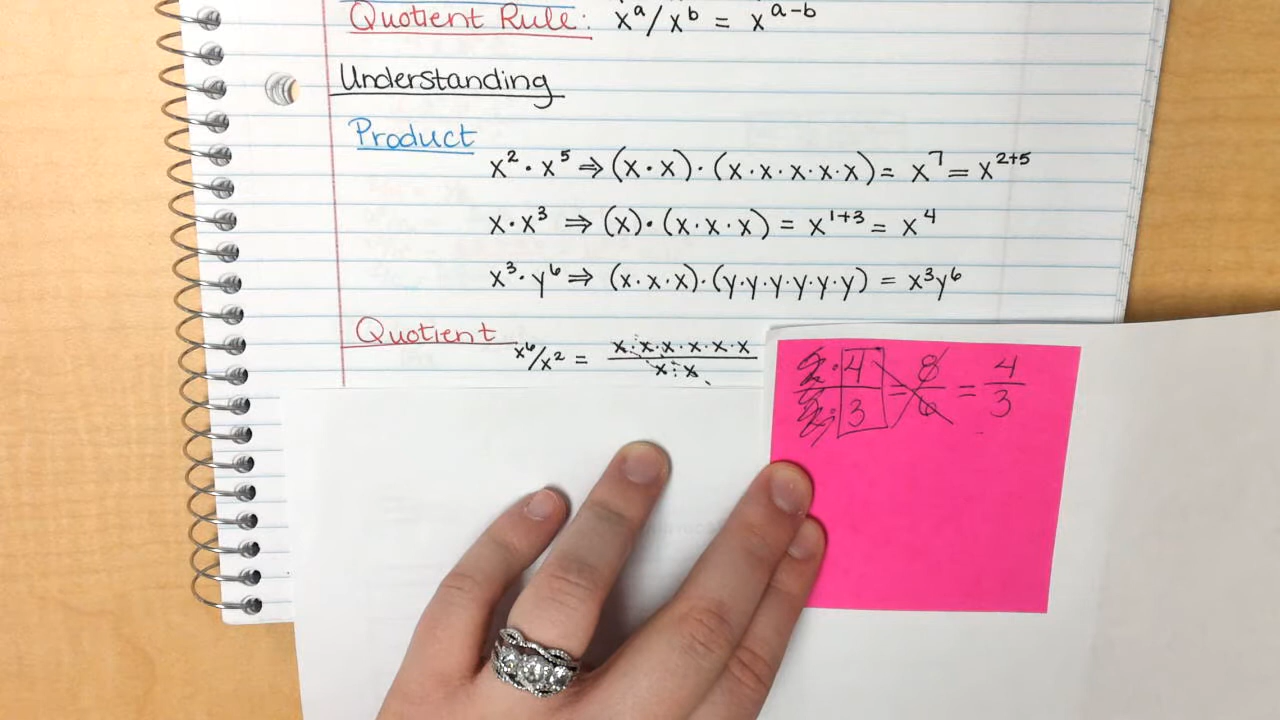 Quotient Rule: xᵃ/xᵇ = xᵃ⁻ᵇ
Understanding
Product
x² · x⁵ ⇒ (x · x) · (x · x · x · x · x) = x⁷ = x²⁺⁵
x · x³ ⇒ (x) · (x · x · x) = x¹⁺³ = x⁴
x³ · y⁶ ⇒ (x · x · x) · (y · y · y · y · y · y) = x³y⁶
Quotient
x⁶/x² = x · x · x · x · x · x / x · x
4/3 = 8/6 = 4/3